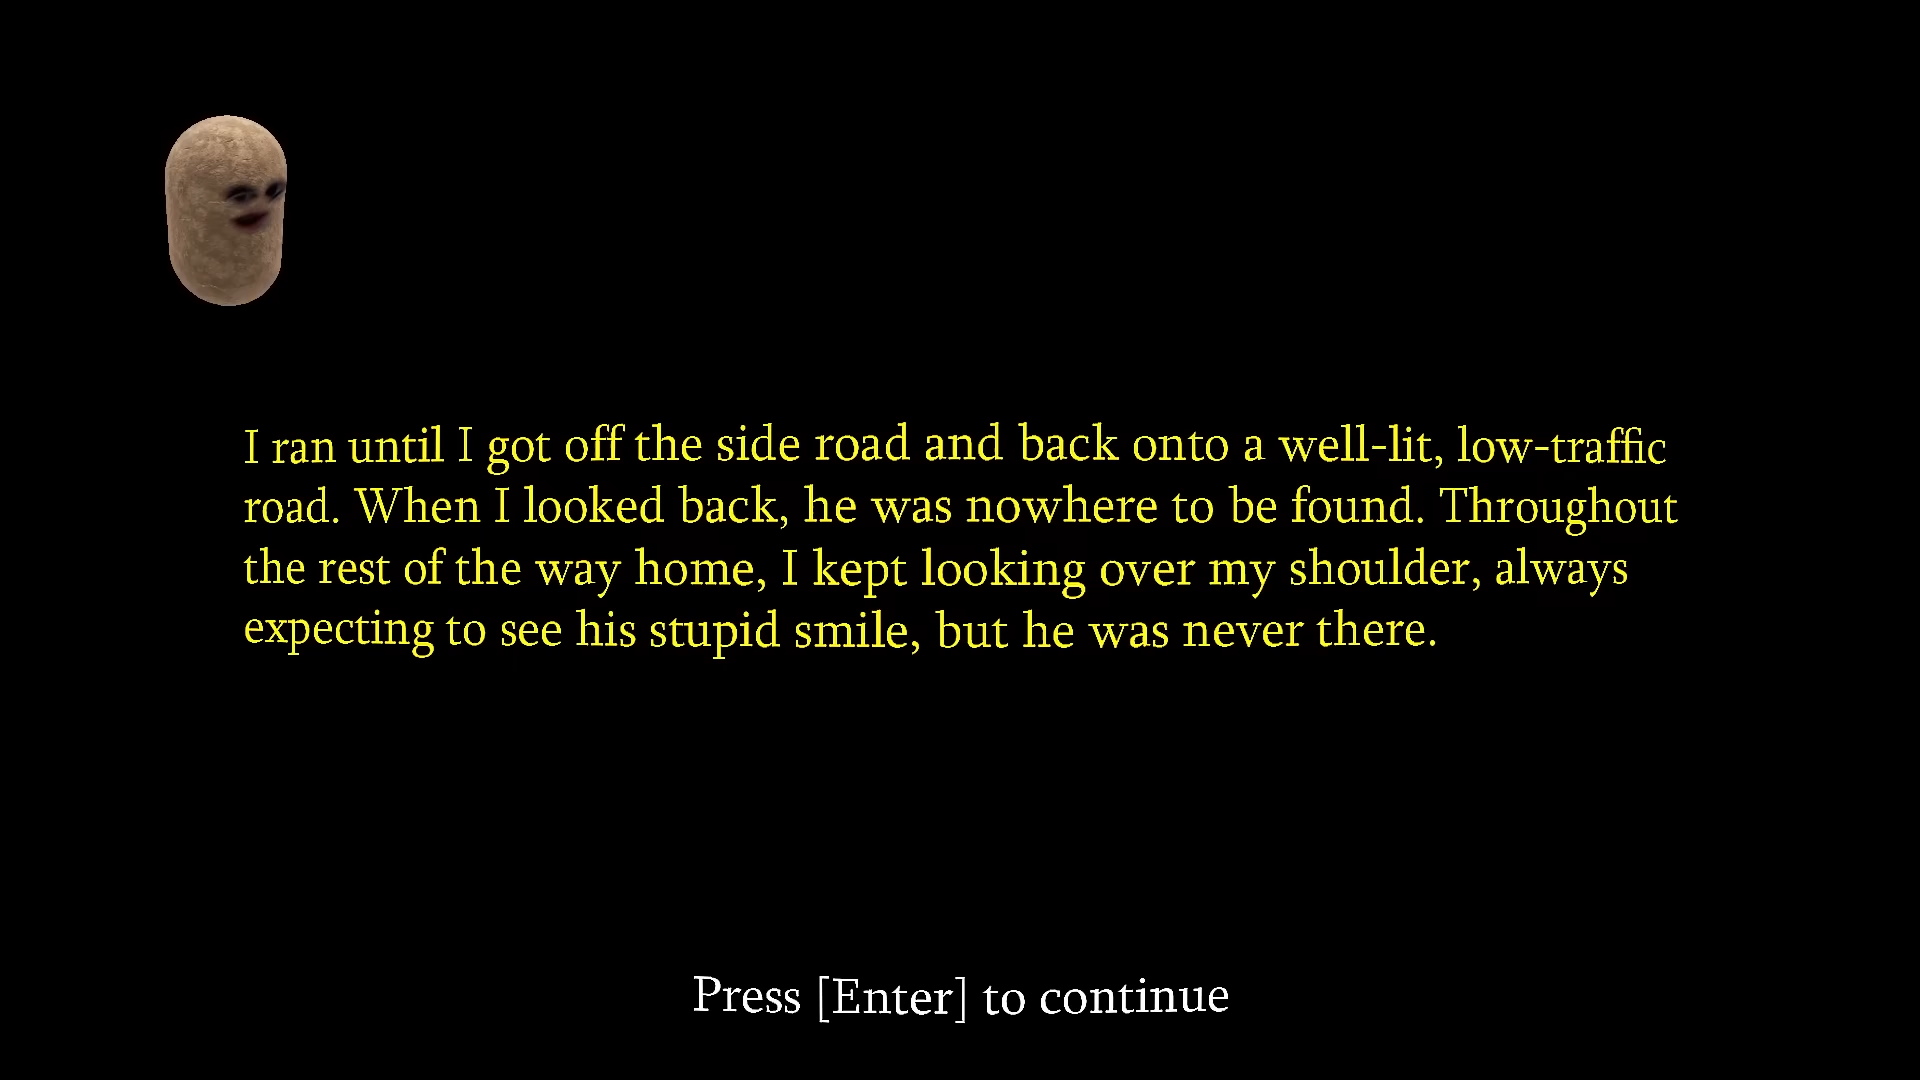 I ran until I got off the side road and back onto a well-lit, low-traffic
road. When I looked back, he was nowhere to be found. Throughout
the rest of the way home, I kept looking over my shoulder, always
expecting to see his stupid smile, but he was never there.
Press [Enter] to continue